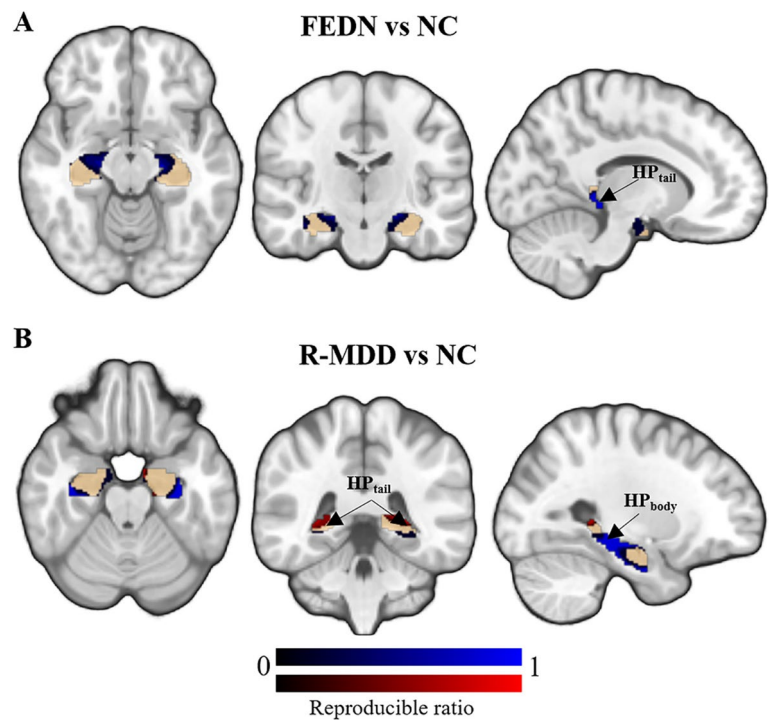 A
FEDN vs NC
HPtail
B
R-MDD vs NC
HPtail
HPbody
0 1
Reproducible ratio